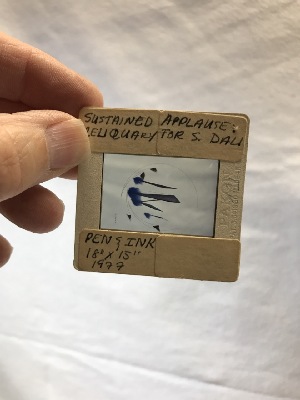 SUSTAINED APPLAUSE:
RELIQUARY FOR S. DALI
PEN & INK
18" X 15"
1977